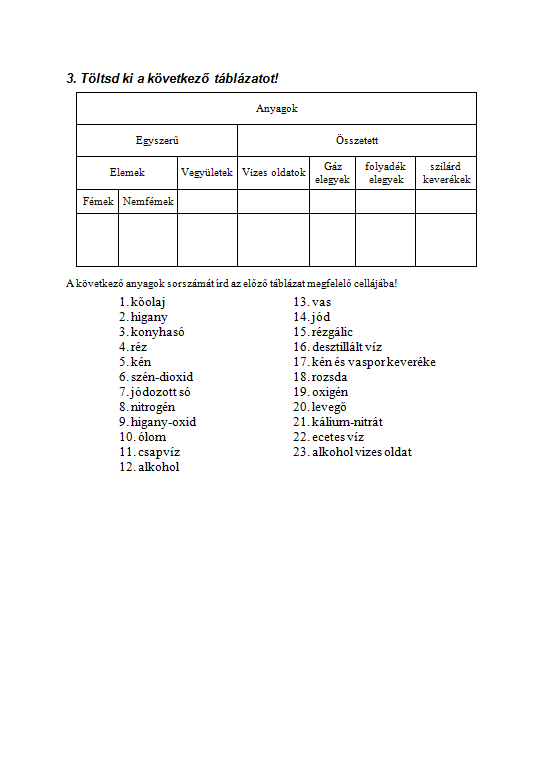 3. Töltsd ki a következő táblázatot!
Anyagok
Egyszerű Összetett
Elemek Vegyületek Vizes oldatok Gáz elegyek folyadék elegyek szilárd keverékek
Fémek Nemfémek
A következő anyagok sorszámát írd az előző táblázat megfelelő cellájába!
1. kőolaj
2. higany
3. konyhasó
4. réz
5. kén
6. szén-dioxid
7. jódozott só
8. nitrogén
9. higany-oxid
10. ólom
11. csapvíz
12. alkohol
13. vas
14. jód
15. rézgálic
16. desztillált víz
17. kén és vaspor keveréke
18. rozsda
19. oxigén
20. levegő
21. kálium-nitrát
22. ecetes víz
23. alkohol vizes oldat